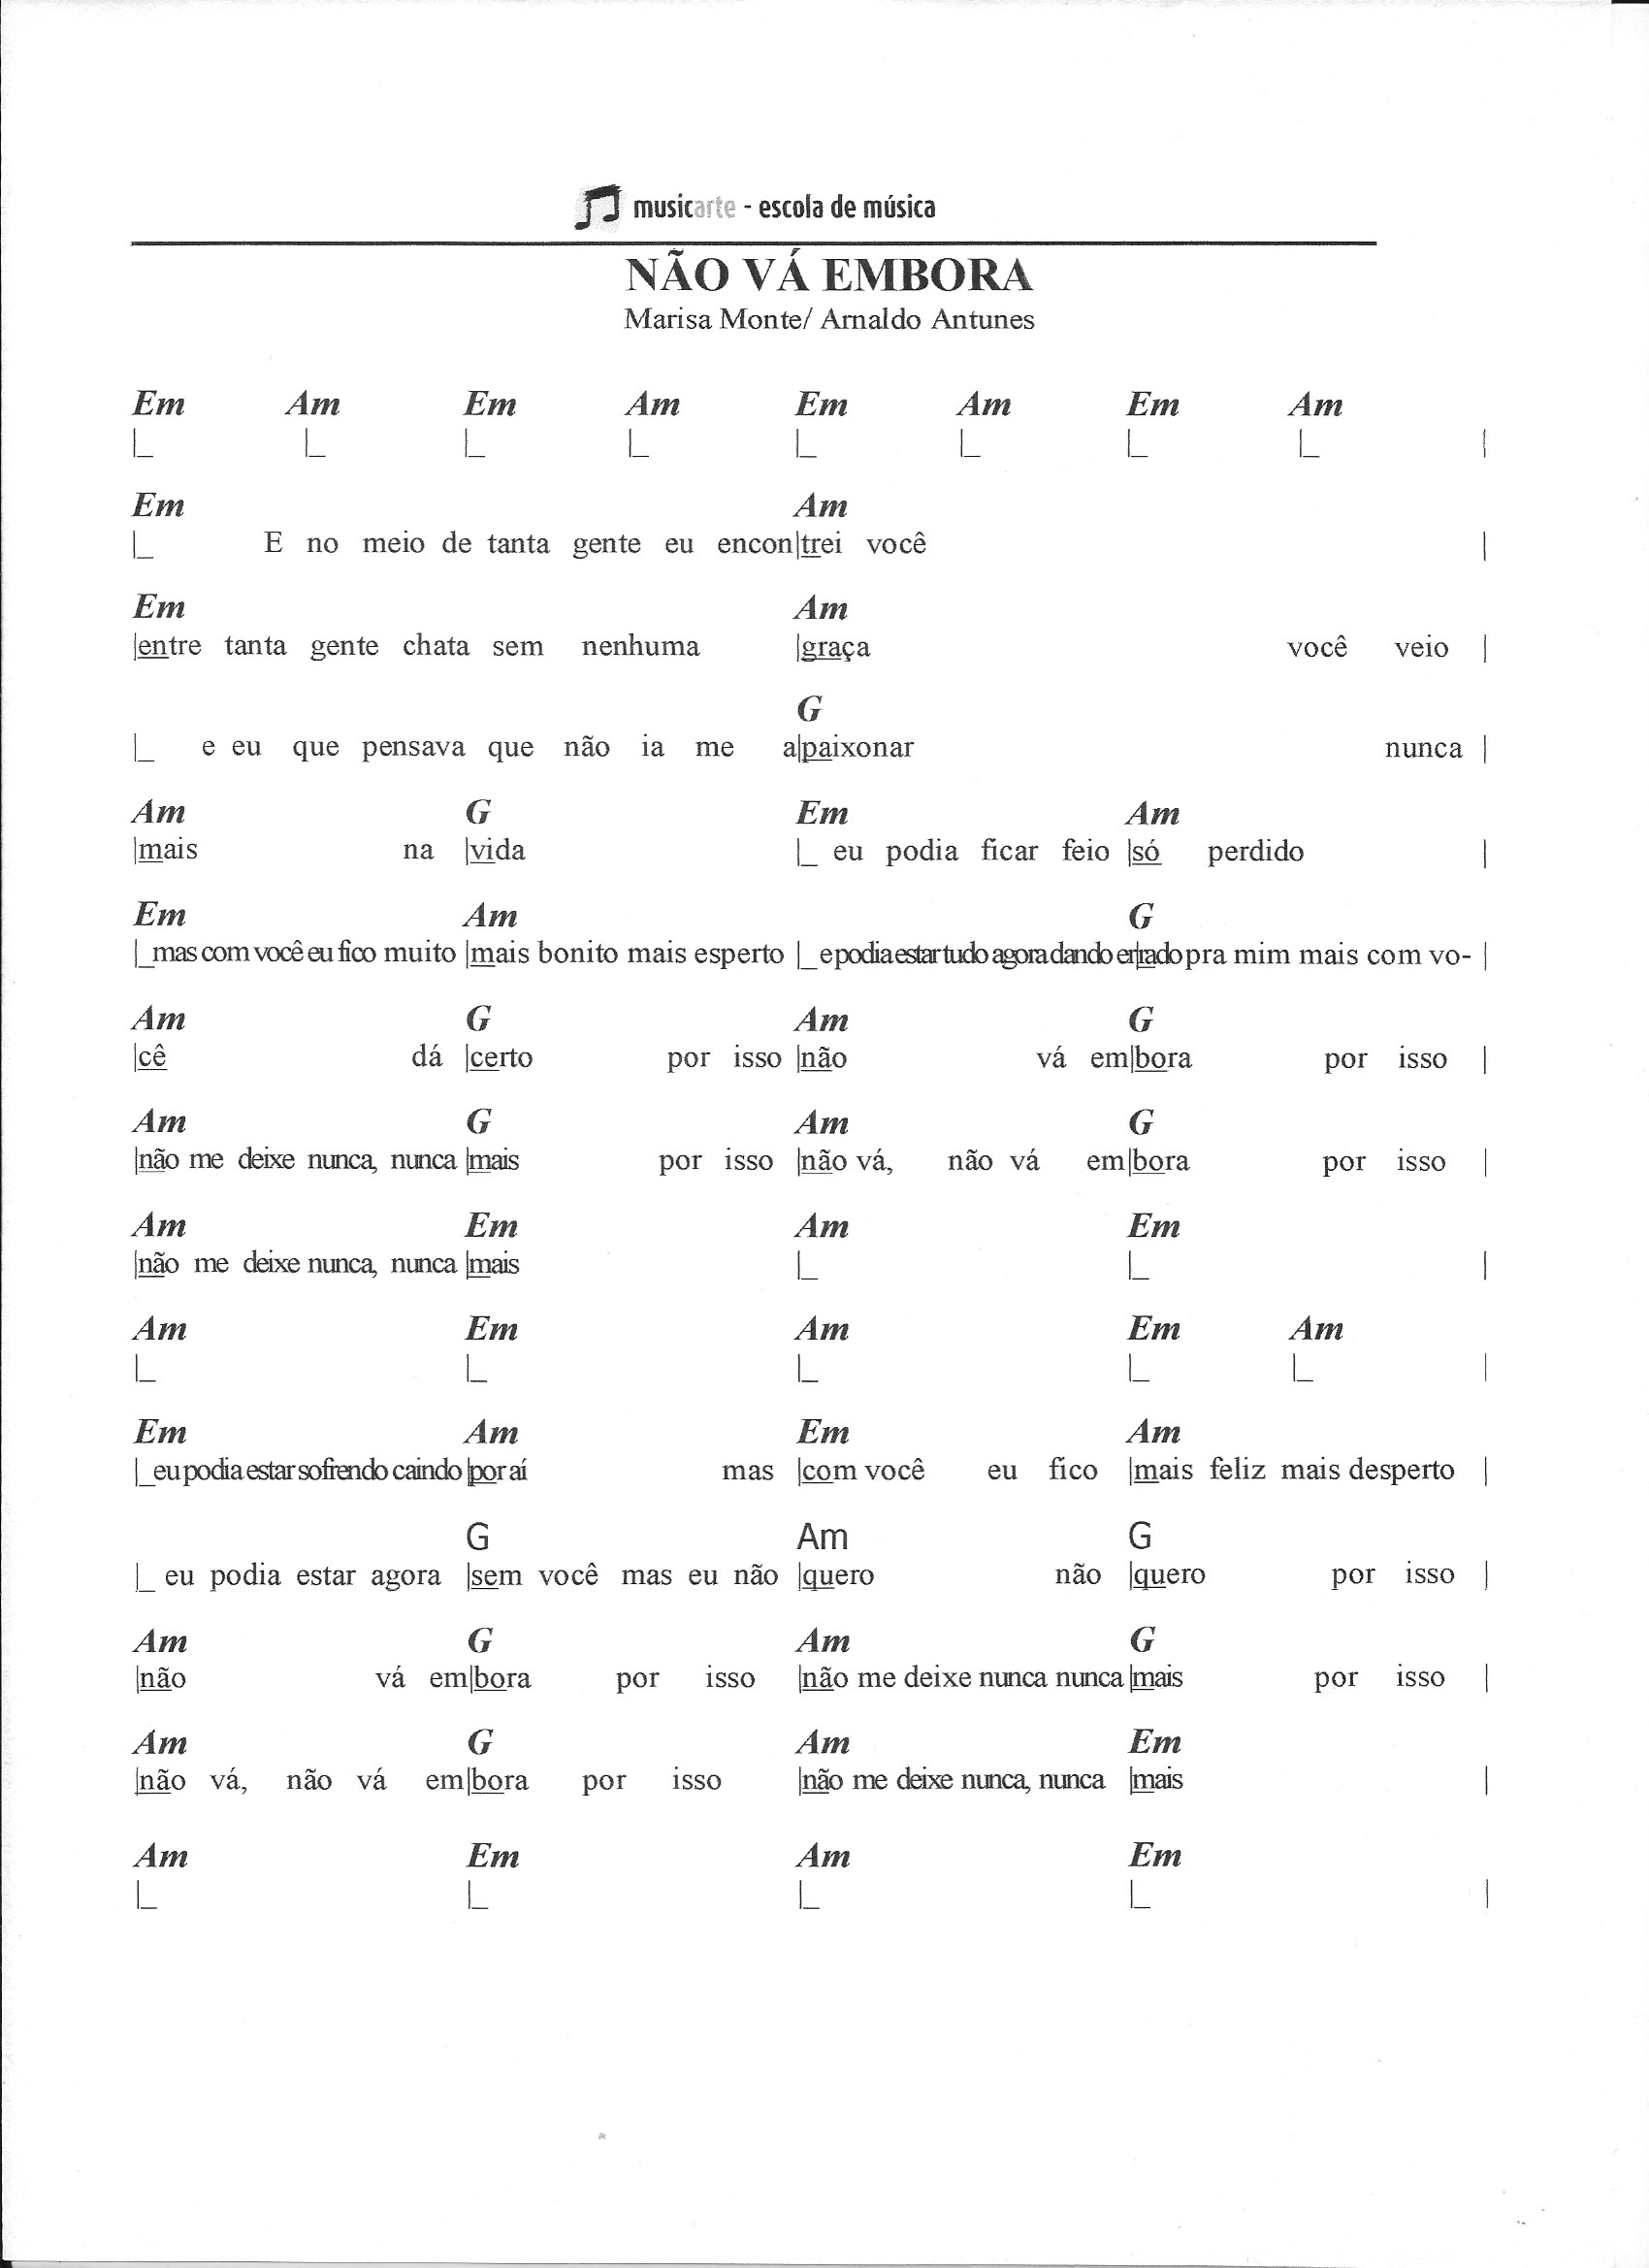 musicarte - escola de música
NÃO VÁ EMBORA
Marisa Monte/ Arnaldo Antunes
Em Am Em Am Em Am Em Am
|_ |_ |_ |_ |_ |_ |_ |_ |
Em Am
|_ E no meio de tanta gente eu encon|trei você |
Em Am
|entre tanta gente chata sem nenhuma |graça você veio |
G
|_ e eu que pensava que não ia me a|paixonar nunca |
Am G Em Am
|mais na |vida |_ eu podia ficar feio |só perdido |
Em Am G
|_mas com você eu fico muito |mais bonito mais esperto |_e podia estar tudo agora dando er|rado pra mim mais com vo- |
Am G Am G
|cê dá |certo por isso |não vá em|bora por isso |
Am G Am G
|não me deixe nunca, nunca |mais por isso |não vá, não vá em|bora por isso |
Am Em Am Em
|não me deixe nunca, nunca |mais |_ |_ |
Am Em Am Em Am
|_ |_ |_ |_ |_ |
Em Am Em Am
|_eu podia estar sofrendo caindo |por aí mas |com você eu fico |mais feliz mais desperto |
G Am G
|_ eu podia estar agora |sem você mas eu não |quero não |quero por isso |
Am G Am G
|não vá em|bora por isso |não me deixe nunca nunca |mais por isso |
Am G Am Em
|não vá, não vá em|bora por isso |não me deixe nunca, nunca |mais |
Am Em Am Em
|_ |_ |_ |_ |